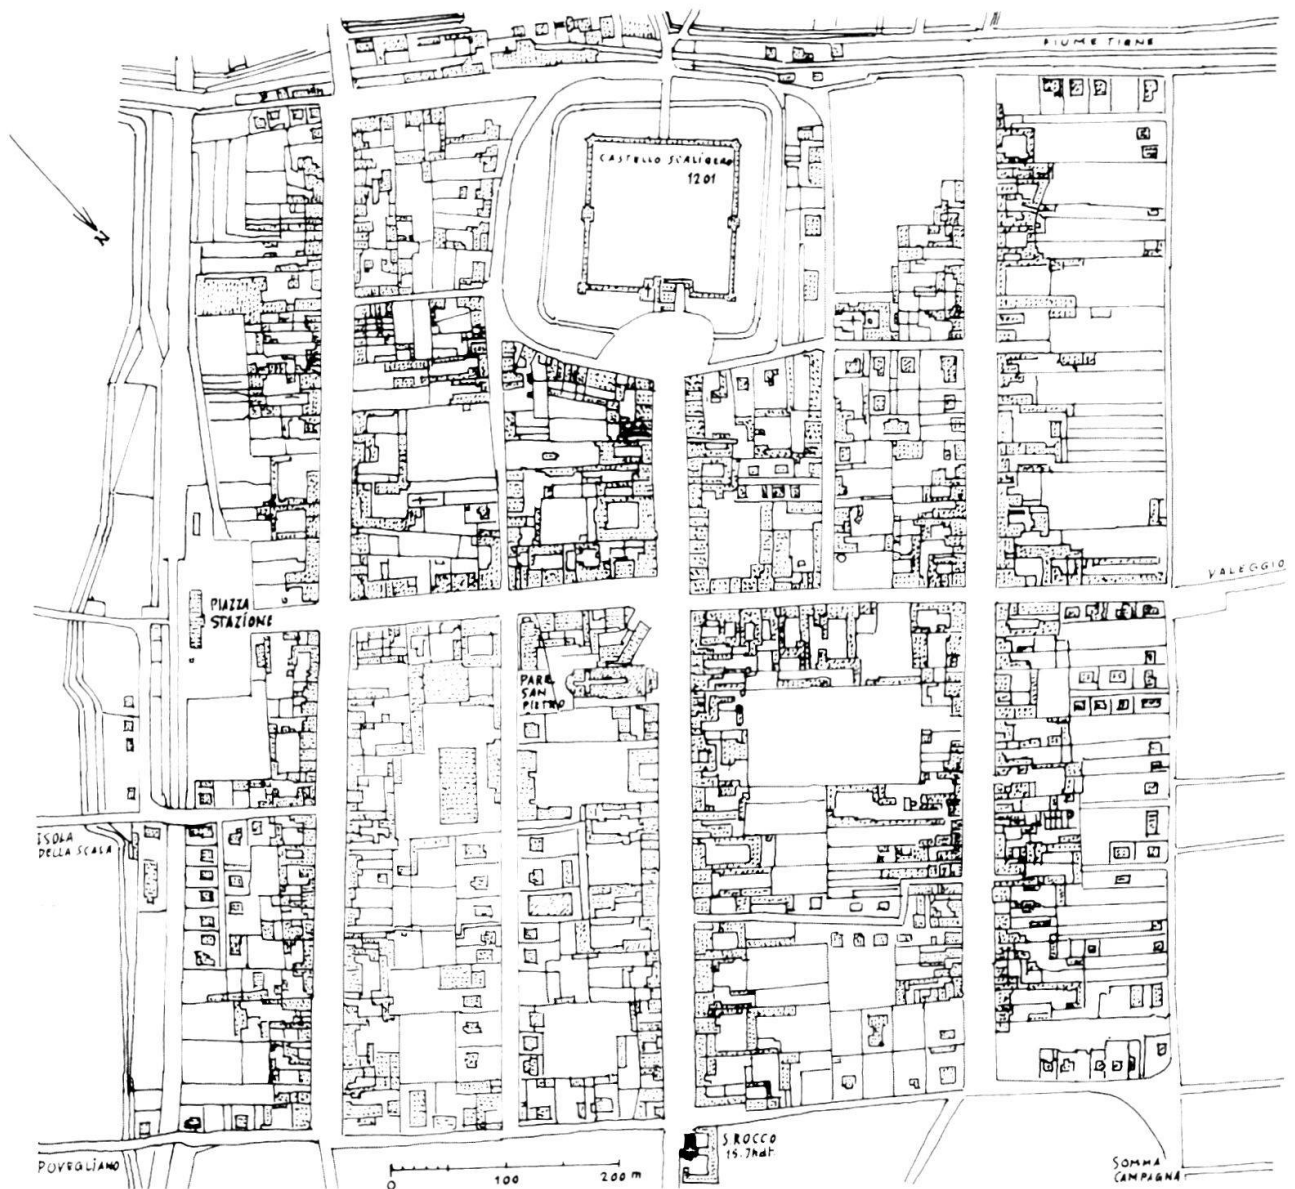 FIUME TIONE
N
CASTELLO SCALIGERO
1201
VALEGGIO
PIAZZA
STAZIONE
PARR.
SAN
PIETRO
ISOLA
DELLA SCALA
POVEGLIANO
0 100 200 m
S ROCCO
15. Jhdt
SOMMA
CAMPAGNA